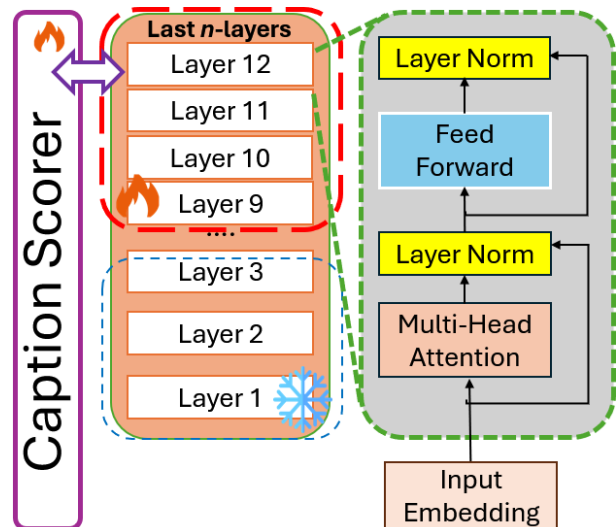 Caption Scorer
Last n-layers
Layer 12
Layer 11
Layer 10
Layer 9
....
Layer 3
Layer 2
Layer 1
Layer Norm
Feed
Forward
Layer Norm
Multi-Head
Attention
Input
Embedding